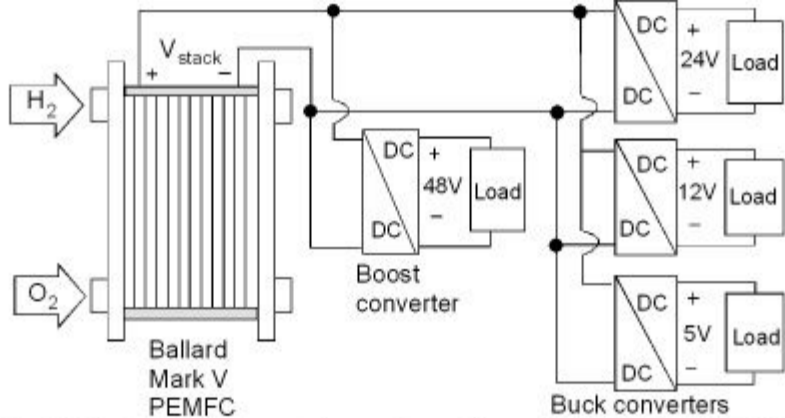 V stack
+ −
H2
O2
Ballard
Mark V
PEMFC
DC
DC
+
48V
−
Load
Boost
converter
DC
DC
+
24V
−
Load
DC
DC
+
12V
−
Load
DC
DC
+
5V
−
Load
Buck converters